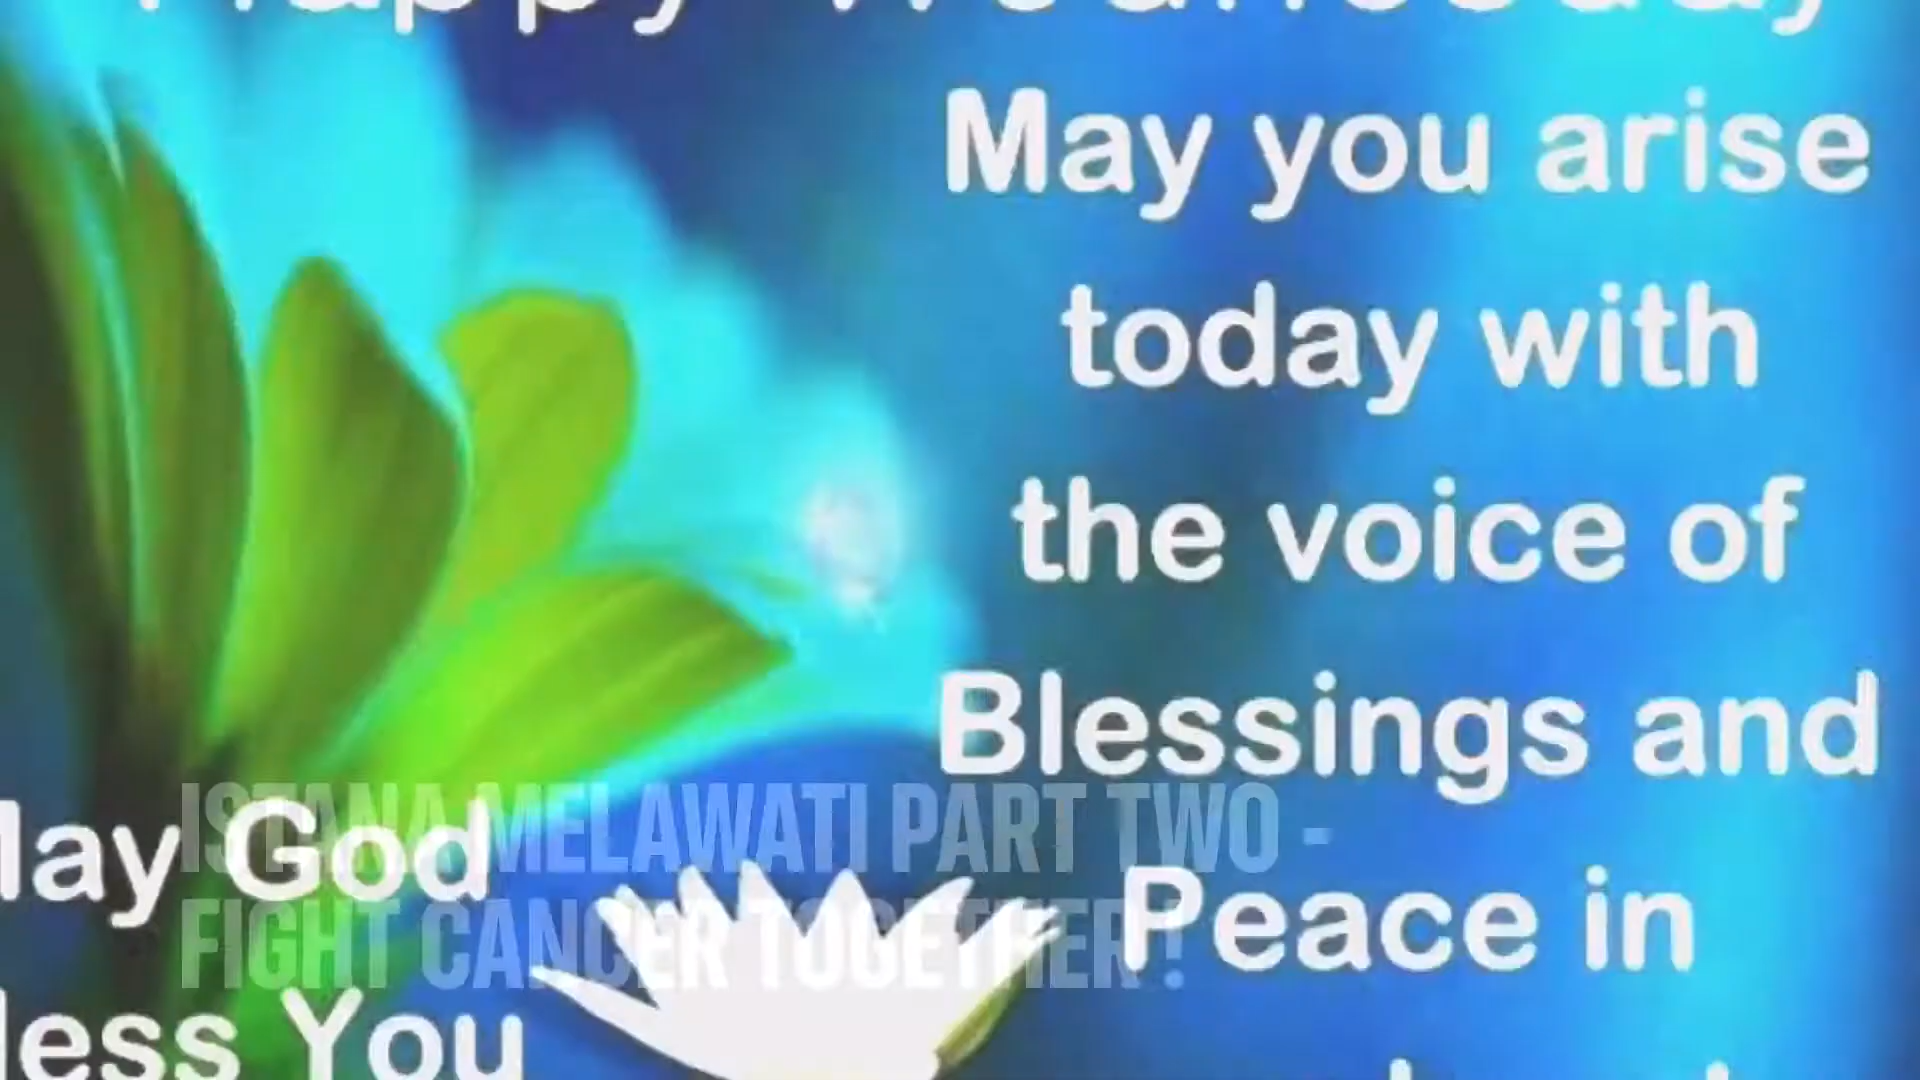 Happy Wednesday
May you arise
today with
the voice of
Blessings and
Peace in
May God
Bless You
ISTANA MELAWATI PART TWO -
FIGHT CANCER TOGETHER!